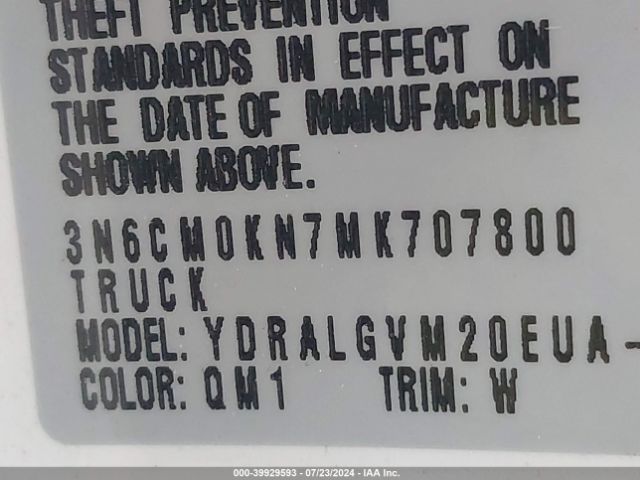 THEFT PREVENTION
STANDARDS IN EFFECT ON
THE DATE OF MANUFACTURE
SHOWN ABOVE.
3N6CM0KN7MK707800
TRUCK
MODEL: YDRALGVM20EUA-
COLOR: QM1 TRIM: W
000-39929593 - 07/23/2024 - IAA Inc.